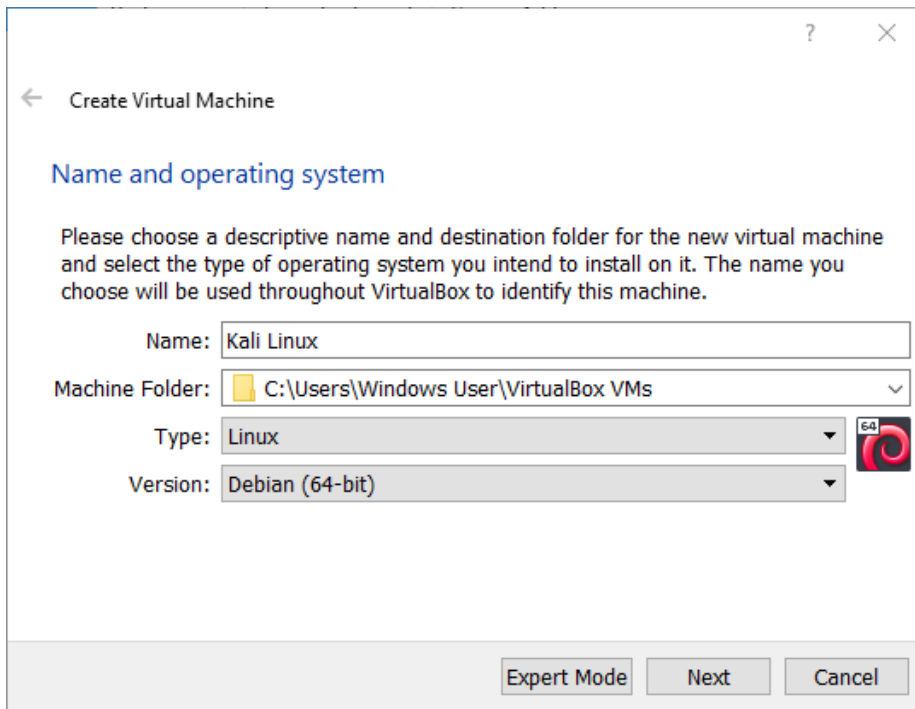 ?
Create Virtual Machine
Name and operating system
Please choose a descriptive name and destination folder for the new virtual machine
and select the type of operating system you intend to install on it. The name you
choose will be used throughout VirtualBox to identify this machine.
Name: Kali Linux
Machine Folder: C:\Users\Windows User\VirtualBox VMs
Type: Linux
64
Version: Debian (64-bit)
Expert Mode Next Cancel